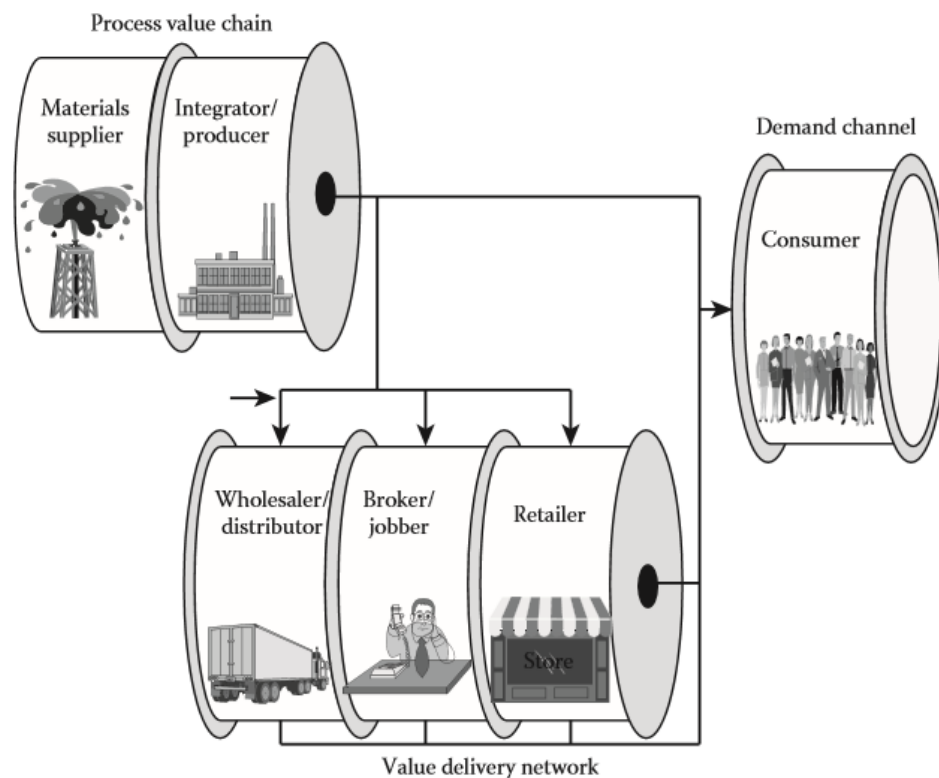 Process value chain
Materials
supplier
Integrator/
producer
Demand channel
Consumer
Wholesaler/
distributor
Broker/
jobber
Retailer
Store
Value delivery network